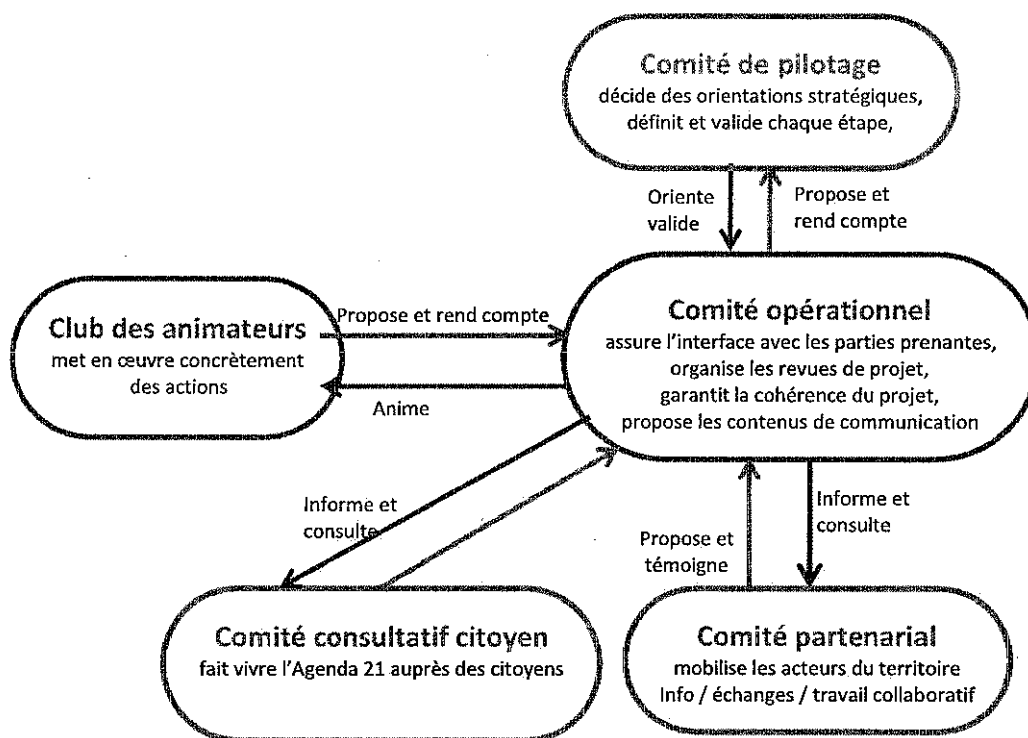 Comité de pilotage
décide des orientations stratégiques,
définit et valide chaque étape,
Oriente
valide
Propose et
rend compte
Club des animateurs
met en œuvre concrètement
des actions
Propose et rend compte
Anime
Comité opérationnel
assure l'interface avec les parties prenantes,
organise les revues de projet,
garantit la cohérence du projet,
propose les contenus de communication
Informe et
consulte
Propose et
témoigne
Informe et
consulte
Comité consultatif citoyen
fait vivre l'Agenda 21 auprès des citoyens
Comité partenarial
mobilise les acteurs du territoire
Info / échanges / travail collaboratif